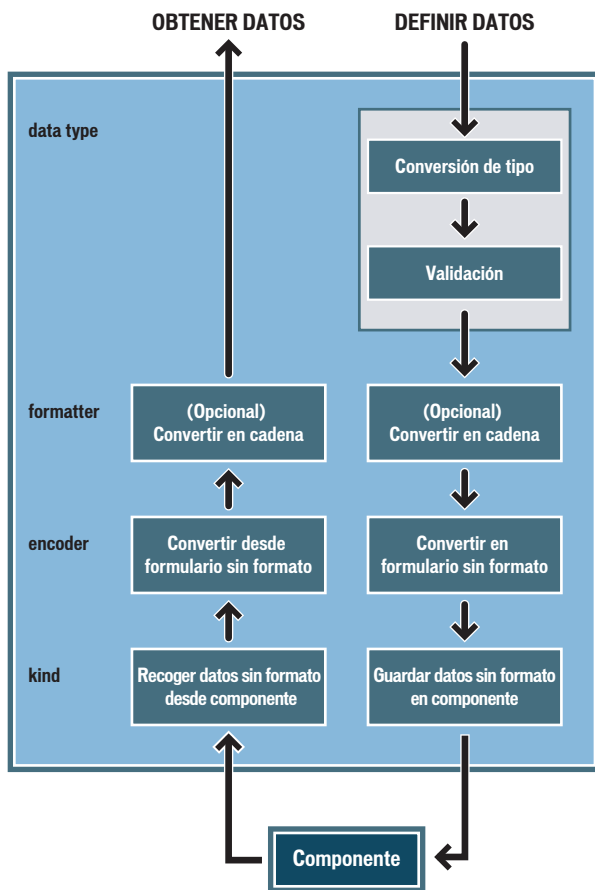 OBTENER DATOS
DEFINIR DATOS
data type
Conversión de tipo
Validación
formatter
(Opcional)
Convertir en cadena
(Opcional)
Convertir en cadena
encoder
Convertir desde
formulario sin formato
Convertir en
formulario sin formato
kind
Recoger datos sin formato
desde componente
Guardar datos sin formato
en componente
Componente